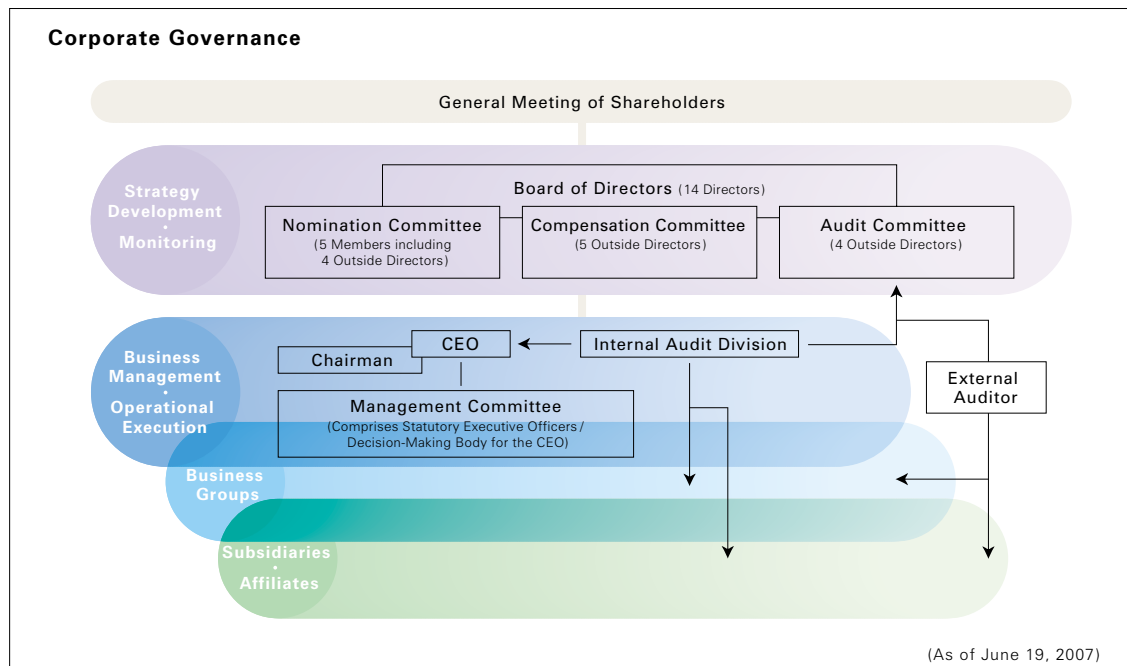 Corporate Governance
General Meeting of Shareholders
Strategy
Development
•
Monitoring
Board of Directors (14 Directors)
Nomination Committee
(5 Members including
4 Outside Directors)
Compensation Committee
(5 Outside Directors)
Audit Committee
(4 Outside Directors)
Business
Management
•
Operational
Execution
CEO
Chairman
Internal Audit Division
External
Auditor
Management Committee
(Comprises Statutory Executive Officers /
Decision-Making Body for the CEO)
Business
Groups
Subsidiaries
•
Affiliates
(As of June 19, 2007)